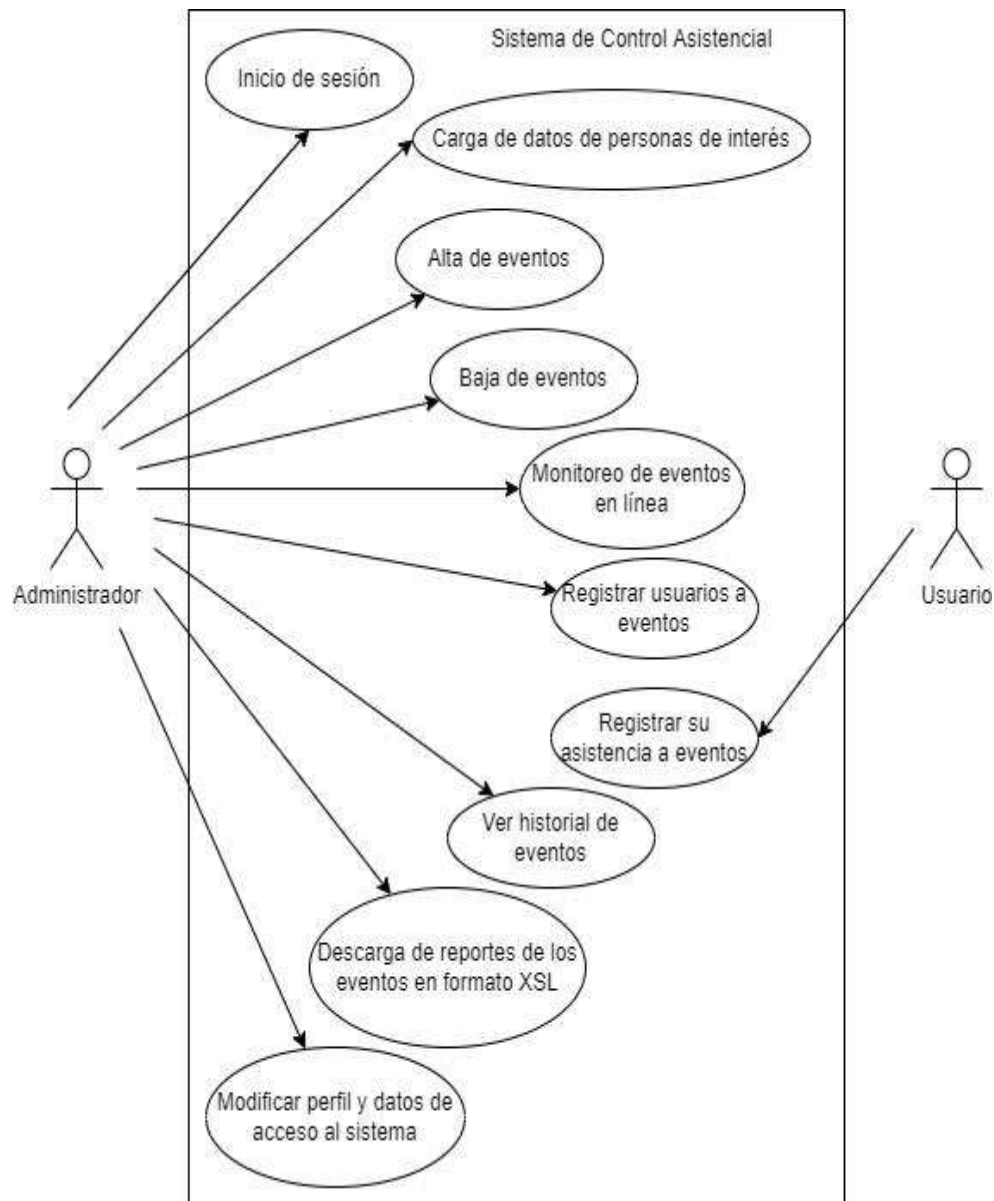 Sistema de Control Asistencial
Inicio de sesión
Carga de datos de personas de interés
Alta de eventos
Baja de eventos
Monitoreo de eventos
en línea
Administrador
Registrar usuarios a
eventos
Usuario
Registrar su
asistencia a eventos
Ver historial de
eventos
Descarga de reportes de los
eventos en formato XSL
Modificar perfil y datos de
acceso al sistema